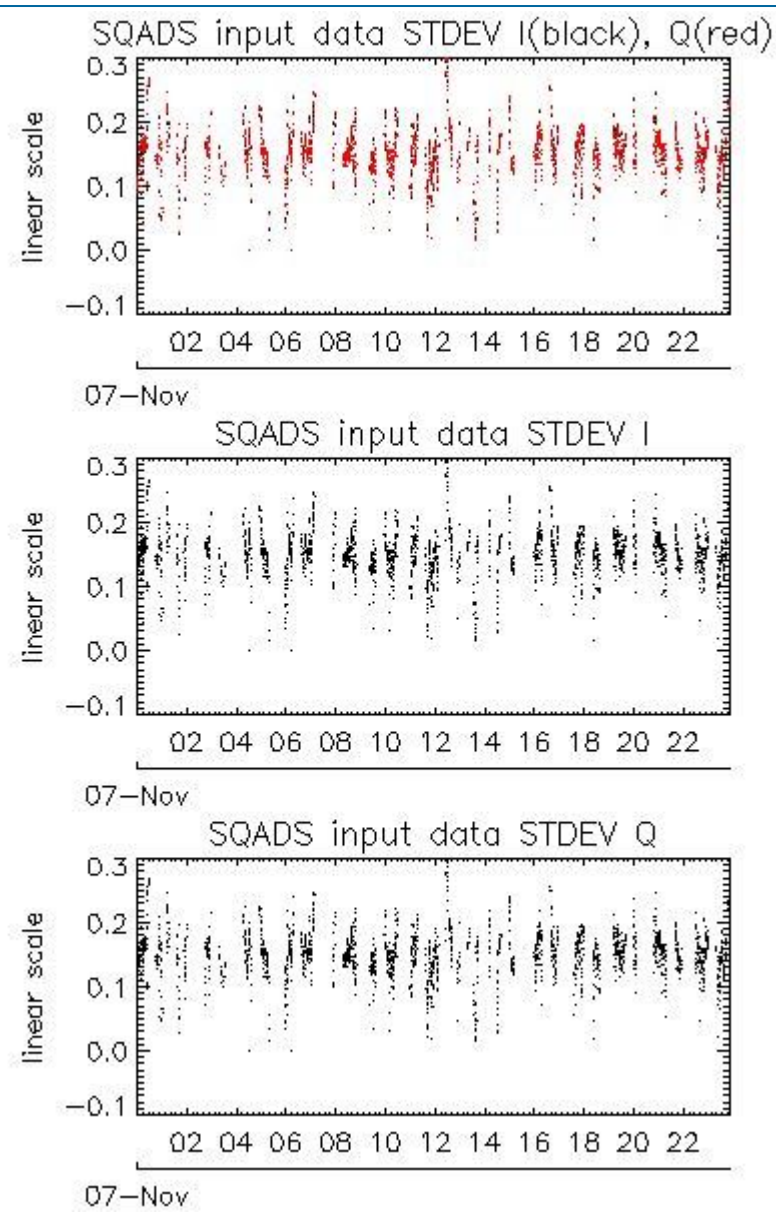 SQADS input data STDEV I(black), Q(red)
0.3
0.2
0.1
0.0
−0.1
linear scale
02 04 06 08 10 12 14 16 18 20 22
07−Nov
SQADS input data STDEV I
0.3
0.2
0.1
0.0
−0.1
linear scale
02 04 06 08 10 12 14 16 18 20 22
07−Nov
SQADS input data STDEV Q
0.3
0.2
0.1
0.0
−0.1
linear scale
02 04 06 08 10 12 14 16 18 20 22
07−Nov